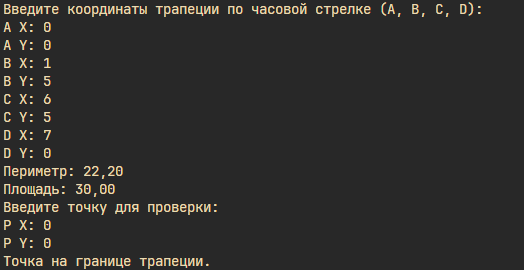 Введите координаты трапеции по часовой стрелке (A, B, C, D):
A X: 0
A Y: 0
B X: 1
B Y: 5
C X: 6
C Y: 5
D X: 7
D Y: 0
Периметр: 22,20
Площадь: 30,00
Введите точку для проверки:
P X: 0
P Y: 0
Точка на границе трапеции.